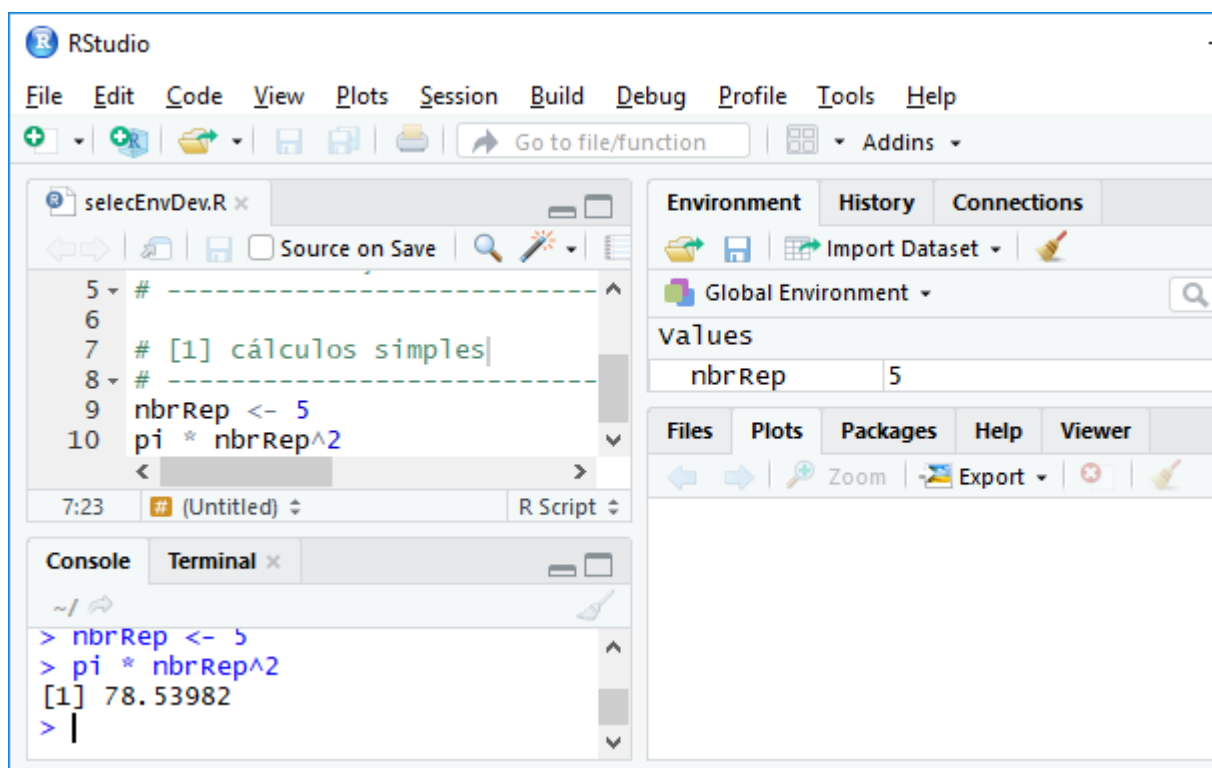 RStudio
File Edit Code View Plots Session Build Debug Profile Tools Help
Go to file/function Addins
selecEnvDev.R
Source on Save
5 # ---------------------------
6
7 # [1] cálculos simples
8 # ---------------------------
9 nbrRep <- 5
10 pi * nbrRep^2
7:23 (Untitled) R Script
Console Terminal
~/
> nbrRep <- 5
> pi * nbrRep^2
[1] 78.53982
>
Environment History Connections
Import Dataset
Global Environment
Values
nbrRep 5
Files Plots Packages Help Viewer
Zoom Export